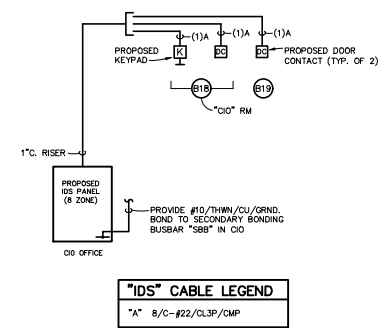 (1)A
(1)A
(1)A
PROPOSED
KEYPAD
K
DC
DC
PROPOSED DOOR
CONTACT (TYP. OF 2)
B18
B19
"CIO" RM
1"C. RISER
PROPOSED
IDS PANEL
(8 ZONE)
PROVIDE #10/THWN/CU/GRND.
BOND TO SECONDARY BONDING
BUSBAR "SBB" IN CIO
CIO OFFICE
"IDS" CABLE LEGEND
"A" 8/C-#22/CL3P/CMP